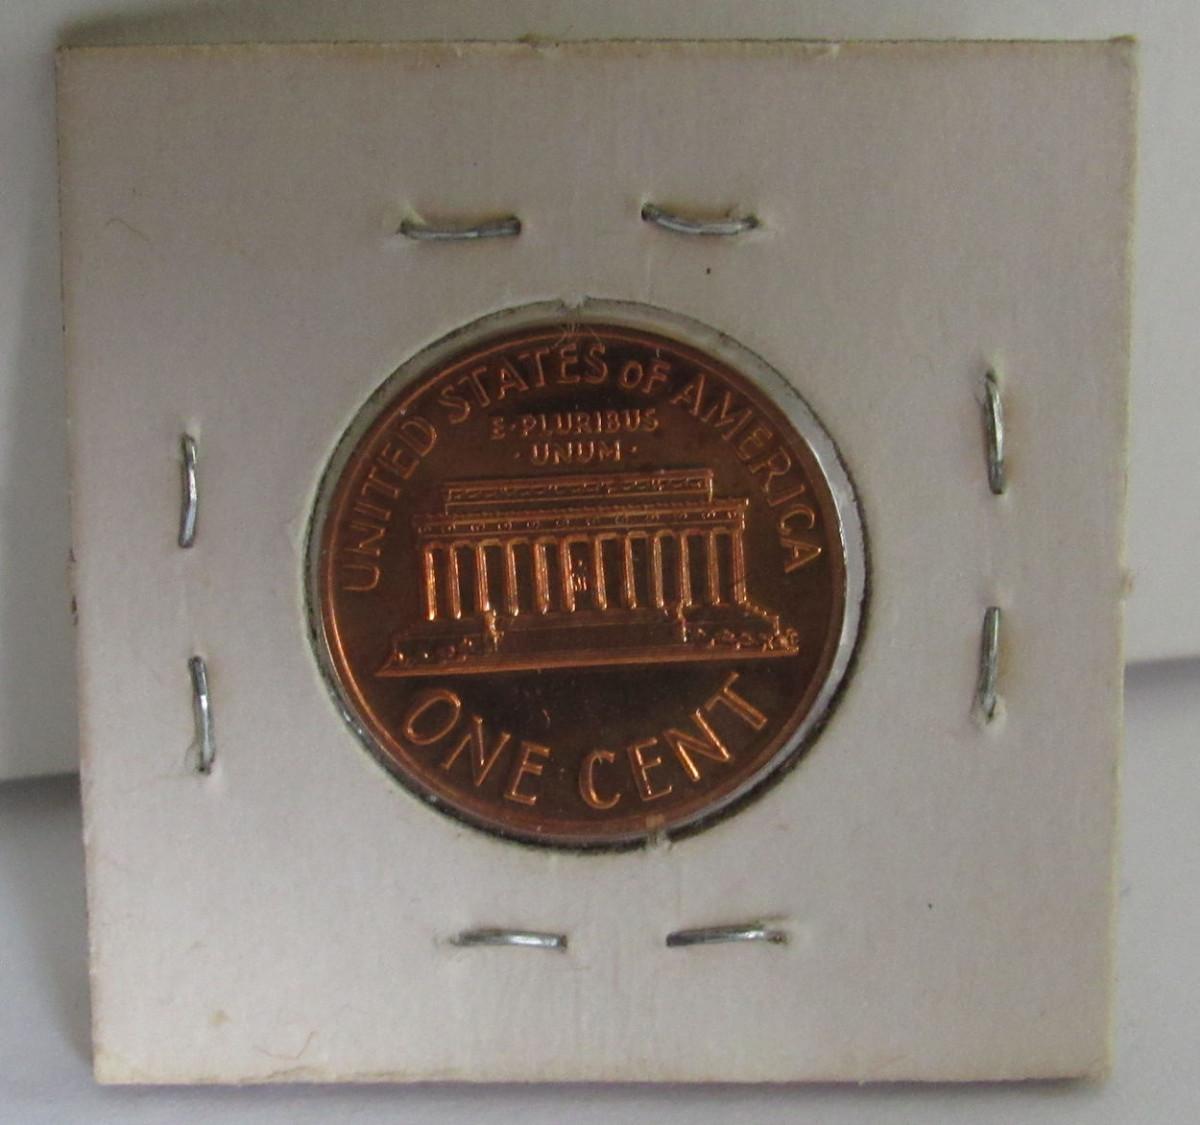 UNITED STATES OF AMERICA
E·PLURIBUS
·UNUM·
ONE CENT